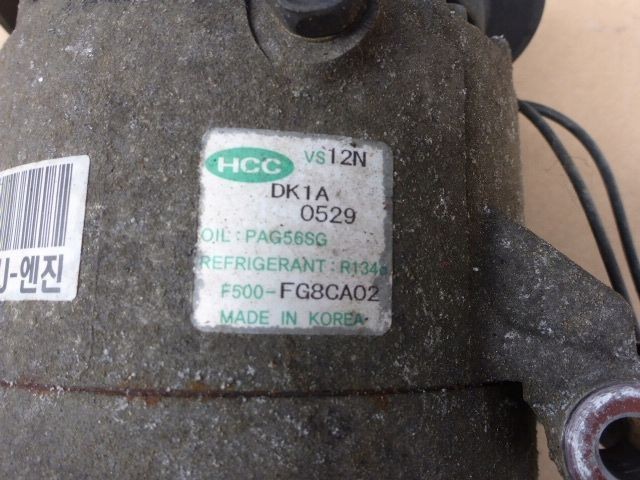 HCC VS12N
DK1A
0529
OIL: PAG56SG
REFRIGERANT: R134a
F500-FG8CA02
MADE IN KOREA
-엔진